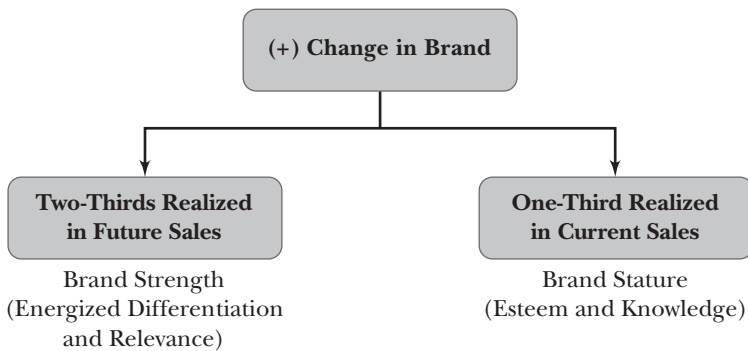 (+) Change in Brand
Two-Thirds Realized
in Future Sales
Brand Strength
(Energized Differentiation
and Relevance)
One-Third Realized
in Current Sales
Brand Stature
(Esteem and Knowledge)